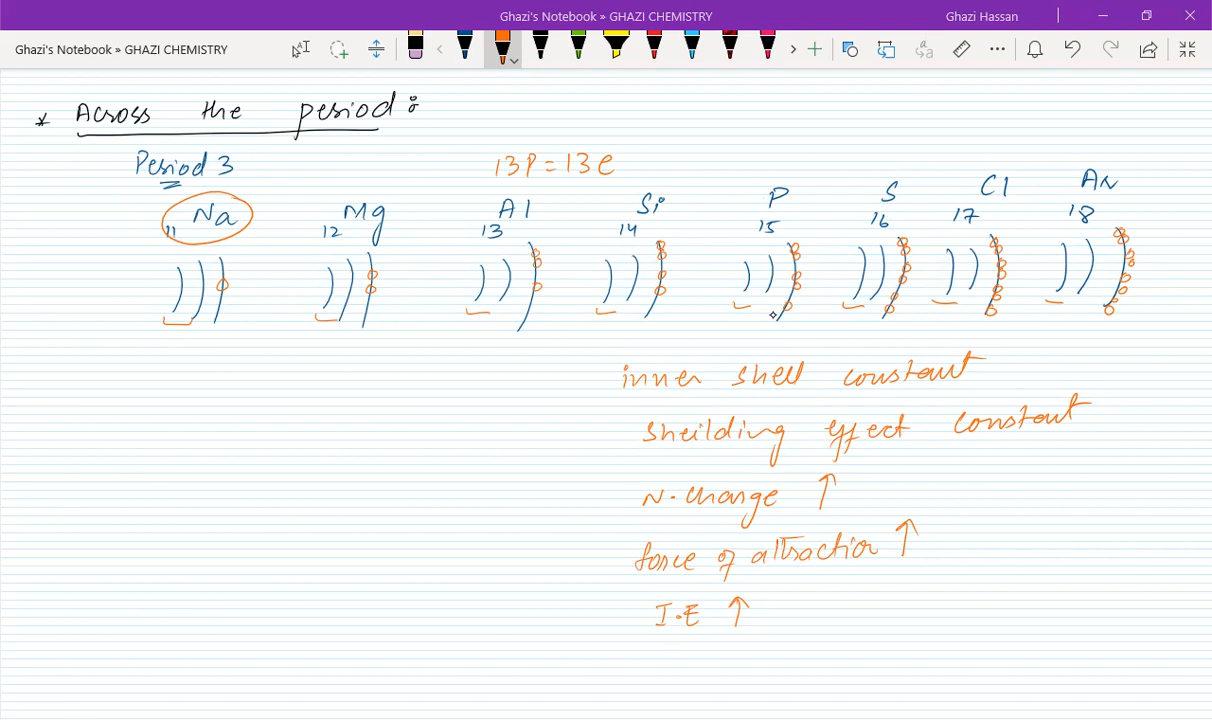 Ghazi's Notebook » GHAZI CHEMISTRY
Ghazi Hassan
Ghazi's Notebook » GHAZI CHEMISTRY
* Across the period:
Period 3
13P = 13e
Na Mg Al Si P S Cl Ar
11 12 13 14 15 16 17 18
inner shell constant
sheilding effect constant
N. charge ↑
force of attraction ↑
I.E ↑